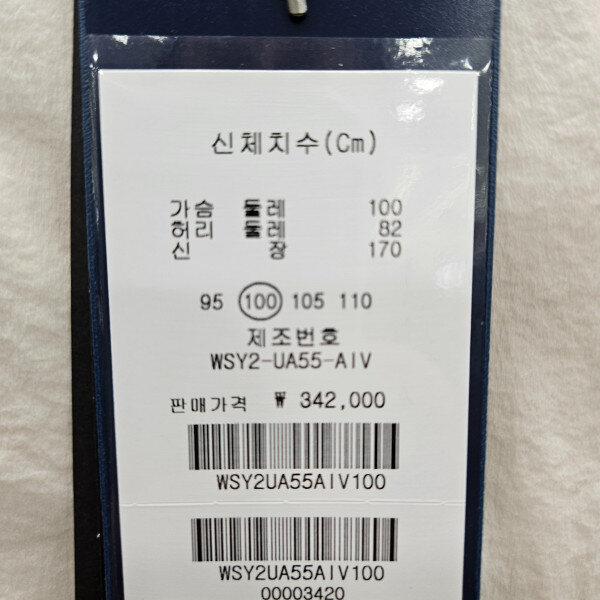 신체치수(Cm)
가슴 둘레 100
허리 둘레 82
신 장 170
95 100 105 110
제조번호
WSY2-UA55-AIV
판매가격 ₩ 342,000
WSY2UA55AIV100
WSY2UA55AIV100
00003420